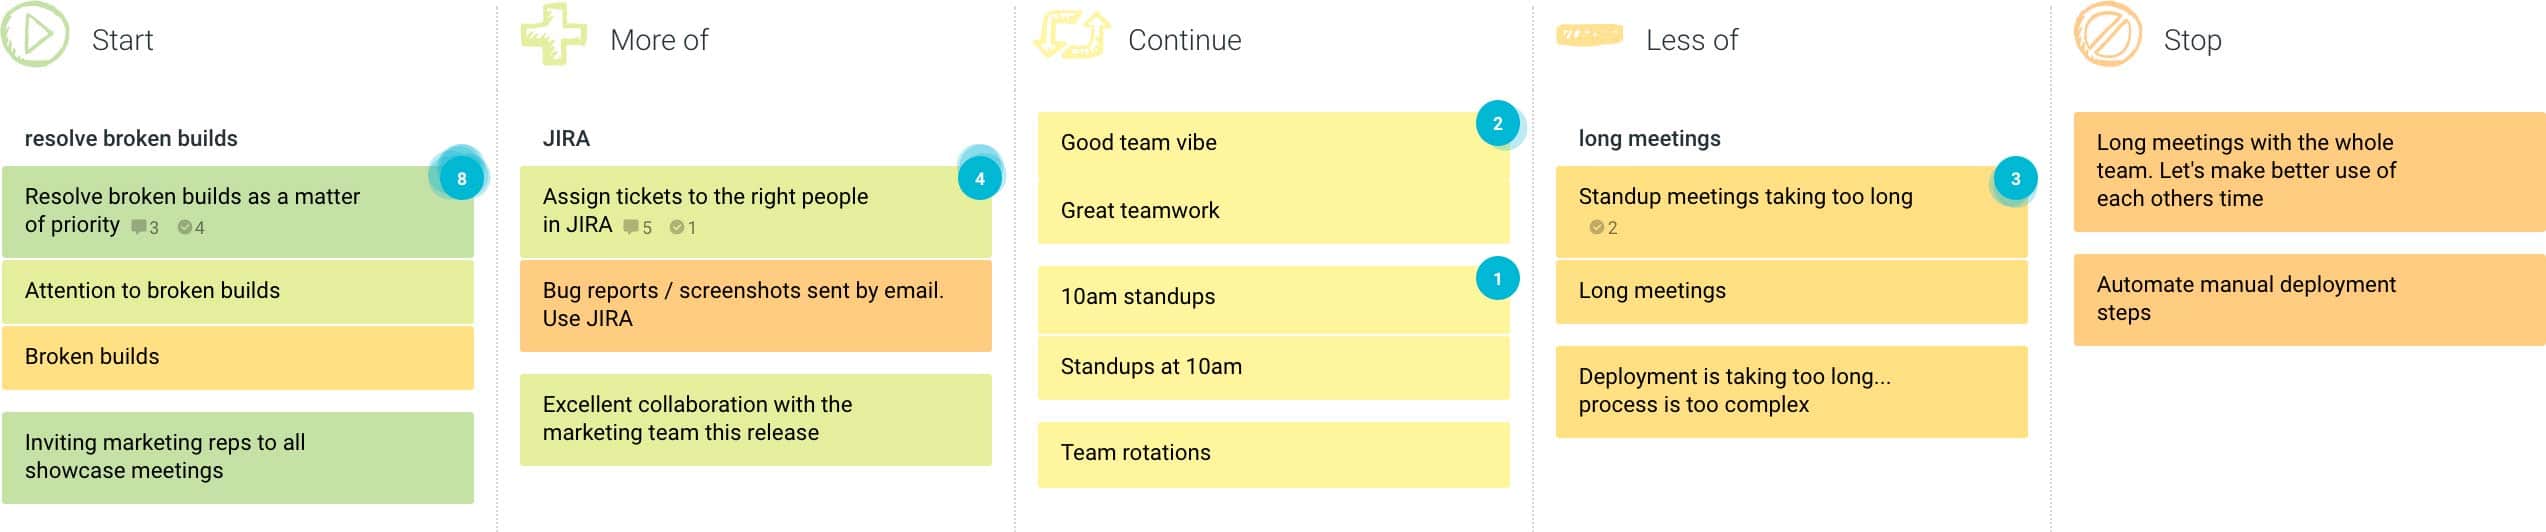 Start
resolve broken builds
8
Resolve broken builds as a matter
of priority 3 4
Attention to broken builds
Broken builds
Inviting marketing reps to all
showcase meetings
More of
JIRA
4
Assign tickets to the right people
in JIRA 5 1
Bug reports / screenshots sent by email.
Use JIRA
Excellent collaboration with the
marketing team this release
Continue
2
Good team vibe
Great teamwork
1
10am standups
Standups at 10am
Team rotations
Less of
long meetings
3
Standup meetings taking too long
2
Long meetings
Deployment is taking too long...
process is too complex
Stop
Long meetings with the whole
team. Let's make better use of
each others time
Automate manual deployment
steps